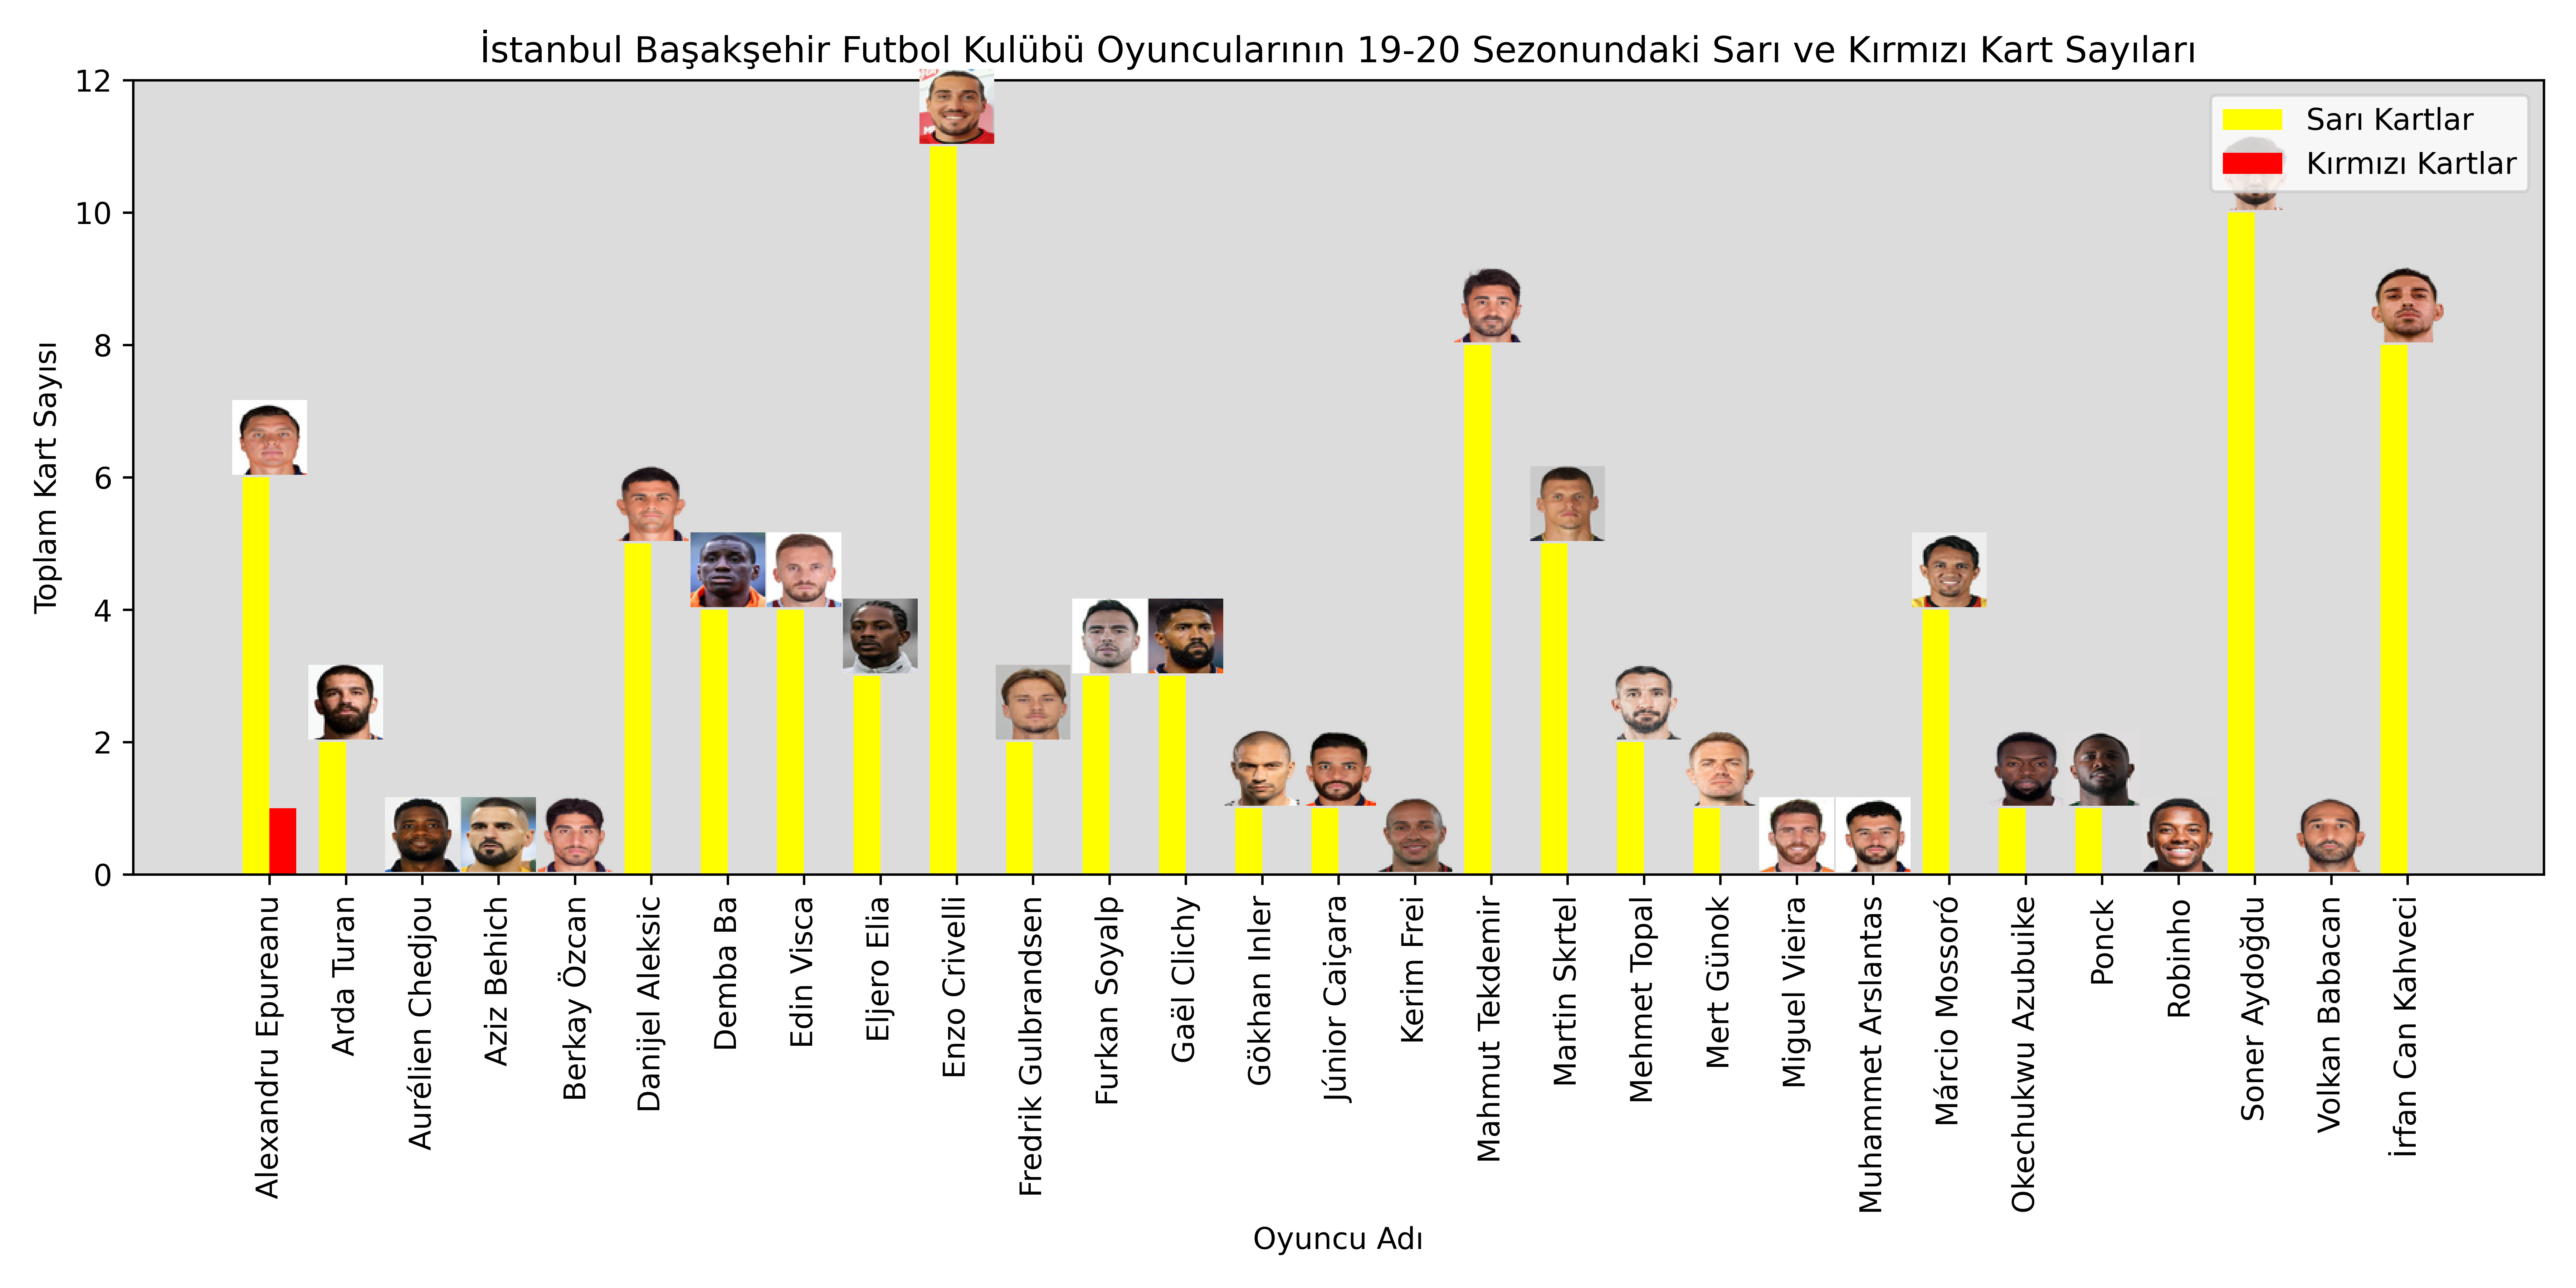 İstanbul Başakşehir Futbol Kulübü Oyuncularının 19-20 Sezonundaki Sarı ve Kırmızı Kart Sayıları
Sarı Kartlar
Kırmızı Kartlar
Toplam Kart Sayısı
12
10
8
6
4
2
0
Alexandru Epureanu
Arda Turan
Aurélien Chedjou
Aziz Behich
Berkay Özcan
Danijel Aleksic
Demba Ba
Edin Visca
Eljero Elia
Enzo Crivelli
Fredrik Gulbrandsen
Furkan Soyalp
Gaël Clichy
Gökhan Inler
Júnior Caiçara
Kerim Frei
Mahmut Tekdemir
Martin Skrtel
Mehmet Topal
Mert Günok
Miguel Vieira
Muhammet Arslantas
Márcio Mossoró
Okechukwu Azubuike
Ponck
Robinho
Soner Aydoğdu
Volkan Babacan
İrfan Can Kahveci
Oyuncu Adı